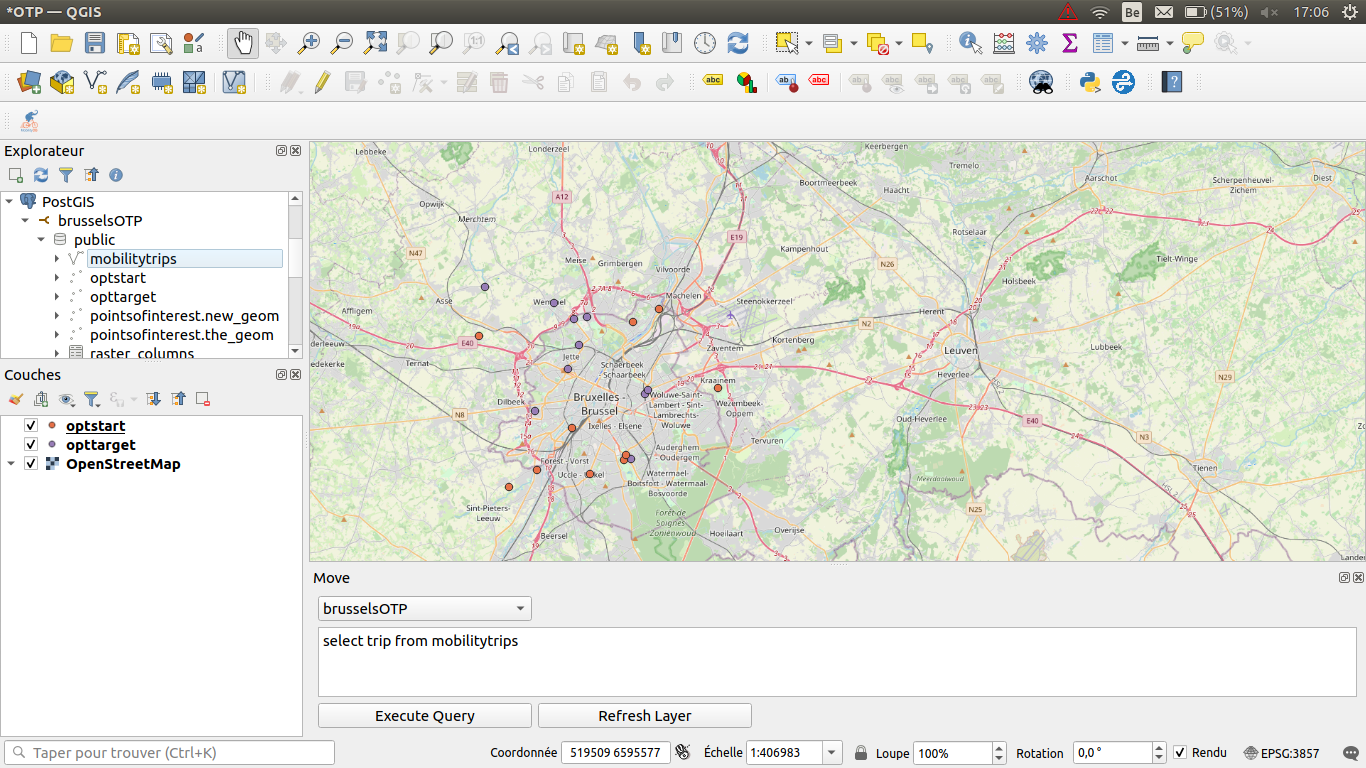 *OTP — QGIS
Be
(51%)
17:06
abc
abc
Explorateur
PostGIS
brusselsOTP
public
mobilitytrips
optstart
opttarget
pointsofinterest.new_geom
pointsofinterest.the_geom
raster_columns
Couches
optstart
opttarget
OpenStreetMap
Lebbeke
Londerzeel
Keerbergen
Tremelo
Aarschot
Scherpenheuvel-
Zichem
Diest
Boortmeerbeek
Haacht
Opwijk
A12
Merchtem
E19
Rotselaar
N47
Meise
Grimbergen
Kampenhout
Tielt-Winge
Vilvoorde
N26
Holsbeek
Asse
Wemmel
Machelen
Steenokkerzeel
Affligem
Herent
N2
E40
Jette
Zaventem
Kortenberg
Leuven
Lubbeek
Ternat
Schaerbeek
- Schaarbeek
Heverlee
N29
Kraainem
Dilbeek
Bruxelles -
Brussel
Woluwe-Saint-
Lambert - Sint-
Lambrechts-
Woluwe
Wezembeek-
Oppem
N8
Oud-Heverlee
E40
Ixelles - Elsene
Tervuren
N3
Auderghem
- Oudergem
Forest - Vorst
Tienen
Watermael-
Boitsfort - Watermaal-
Bosvoorde
Meerdaalwoud
HSL 2
Sint-Pieters-
Leeuw
Forêt de
Soignes -
Zoniënwoud
N25
Beersel
Hoeilaart
Overijse
Move
brusselsOTP
select trip from mobilitytrips
Execute Query
Refresh Layer
Taper pour trouver (Ctrl+K)
Coordonnée
519509 6595577
Échelle
1:406983
Loupe
100%
Rotation
0,0 °
Rendu
EPSG:3857